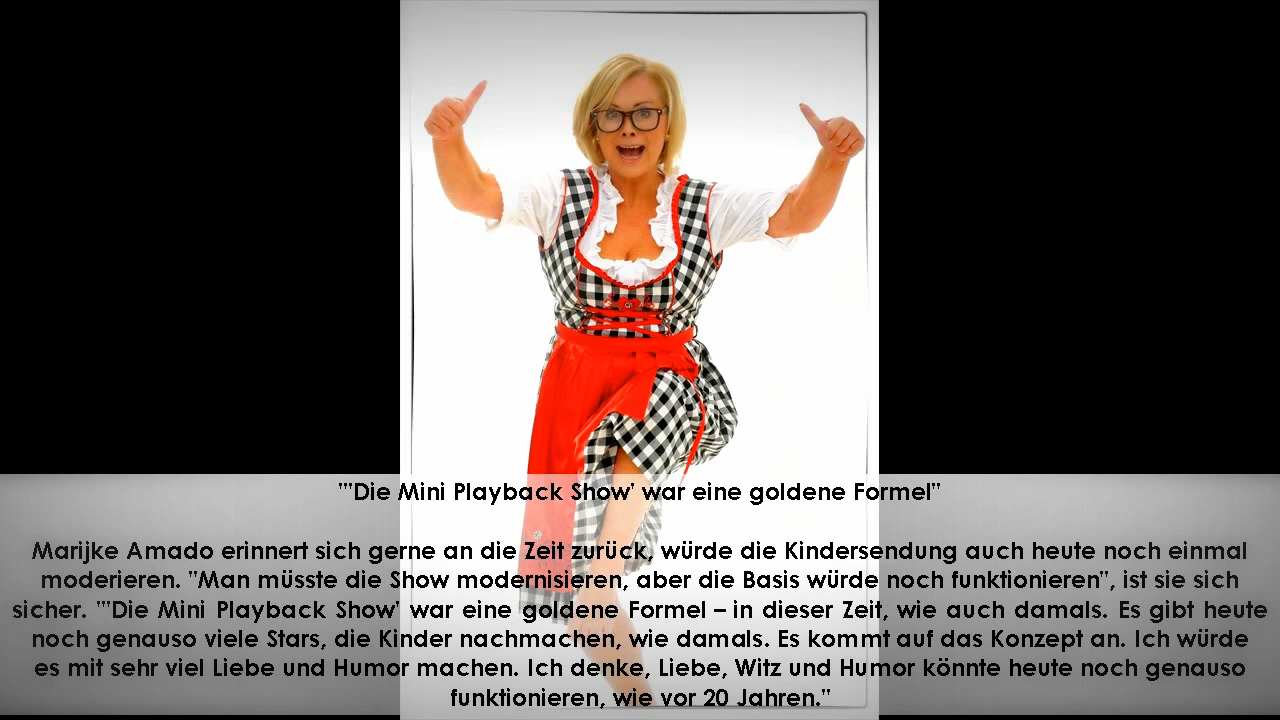 "'Die Mini Playback Show' war eine goldene Formel"
Marijke Amado erinnert sich gerne an die Zeit zurück, würde die Kindersendung auch heute noch einmal
moderieren. "Man müsste die Show modernisieren, aber die Basis würde noch funktionieren", ist sie sich
sicher. "'Die Mini Playback Show' war eine goldene Formel – in dieser Zeit, wie auch damals. Es gibt heute
noch genauso viele Stars, die Kinder nachmachen, wie damals. Es kommt auf das Konzept an. Ich würde
es mit sehr viel Liebe und Humor machen. Ich denke, Liebe, Witz und Humor könnte heute noch genauso
funktionieren, wie vor 20 Jahren."